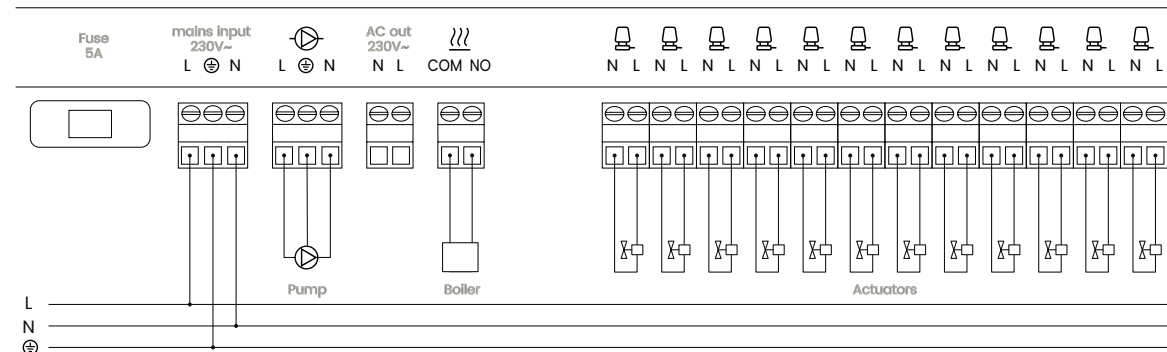 Fuse
5A
mains input
230V~
L N
L N
AC out
230V~
N L
COM NO
N L N L N L N L N L N L N L N L N L N L N L N L
Pump
Boiler
Actuators
L
N